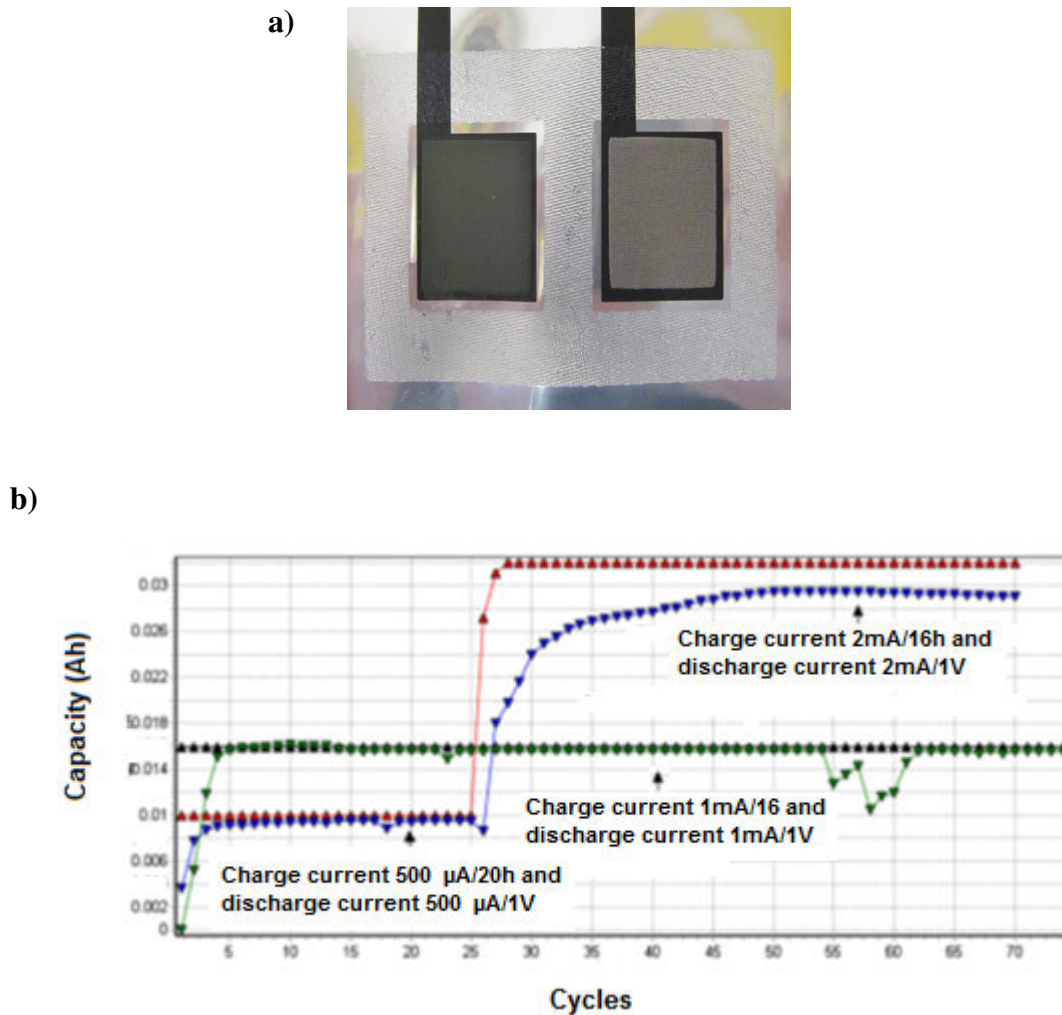 a)
b)
Capacity (Ah)
0.03
0.026
0.022
0.018
0.014
0.01
0.006
0.002
0
Charge current 2mA/16h and
discharge current 2mA/1V
Charge current 1mA/16 and
discharge current 1mA/1V
Charge current 500 µA/20h and
discharge current 500 µA/1V
5 10 15 20 25 30 35 40 45 50 55 60 65 70
Cycles